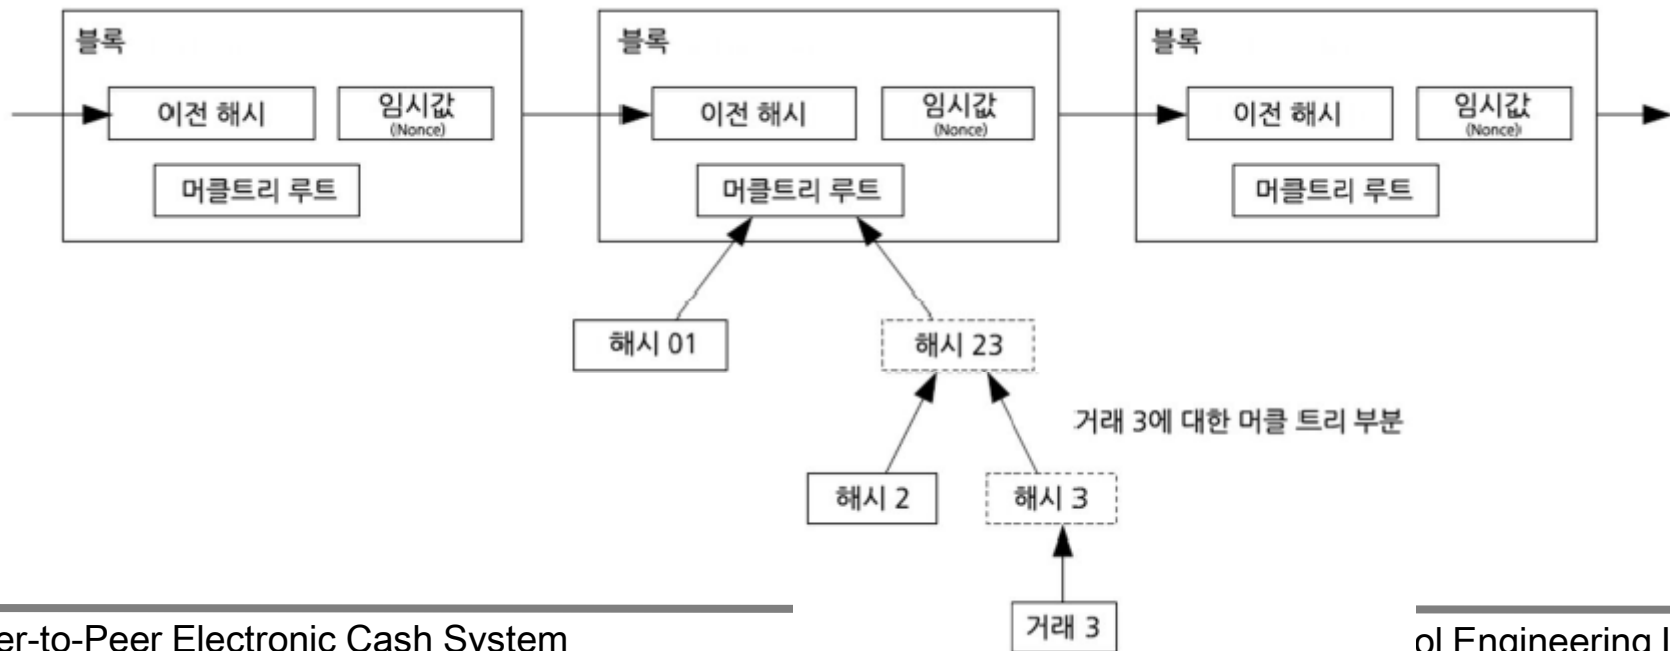 블록
블록
블록
이전 해시
임시값
(Nonce)
이전 해시
임시값
(Nonce)
이전 해시
임시값
(Nonce)
머클트리 루트
머클트리 루트
머클트리 루트
해시 01
해시 23
거래 3에 대한 머클 트리 부분
해시 2
해시 3
거래 3
er-to-Peer Electronic Cash System
ol Engineering